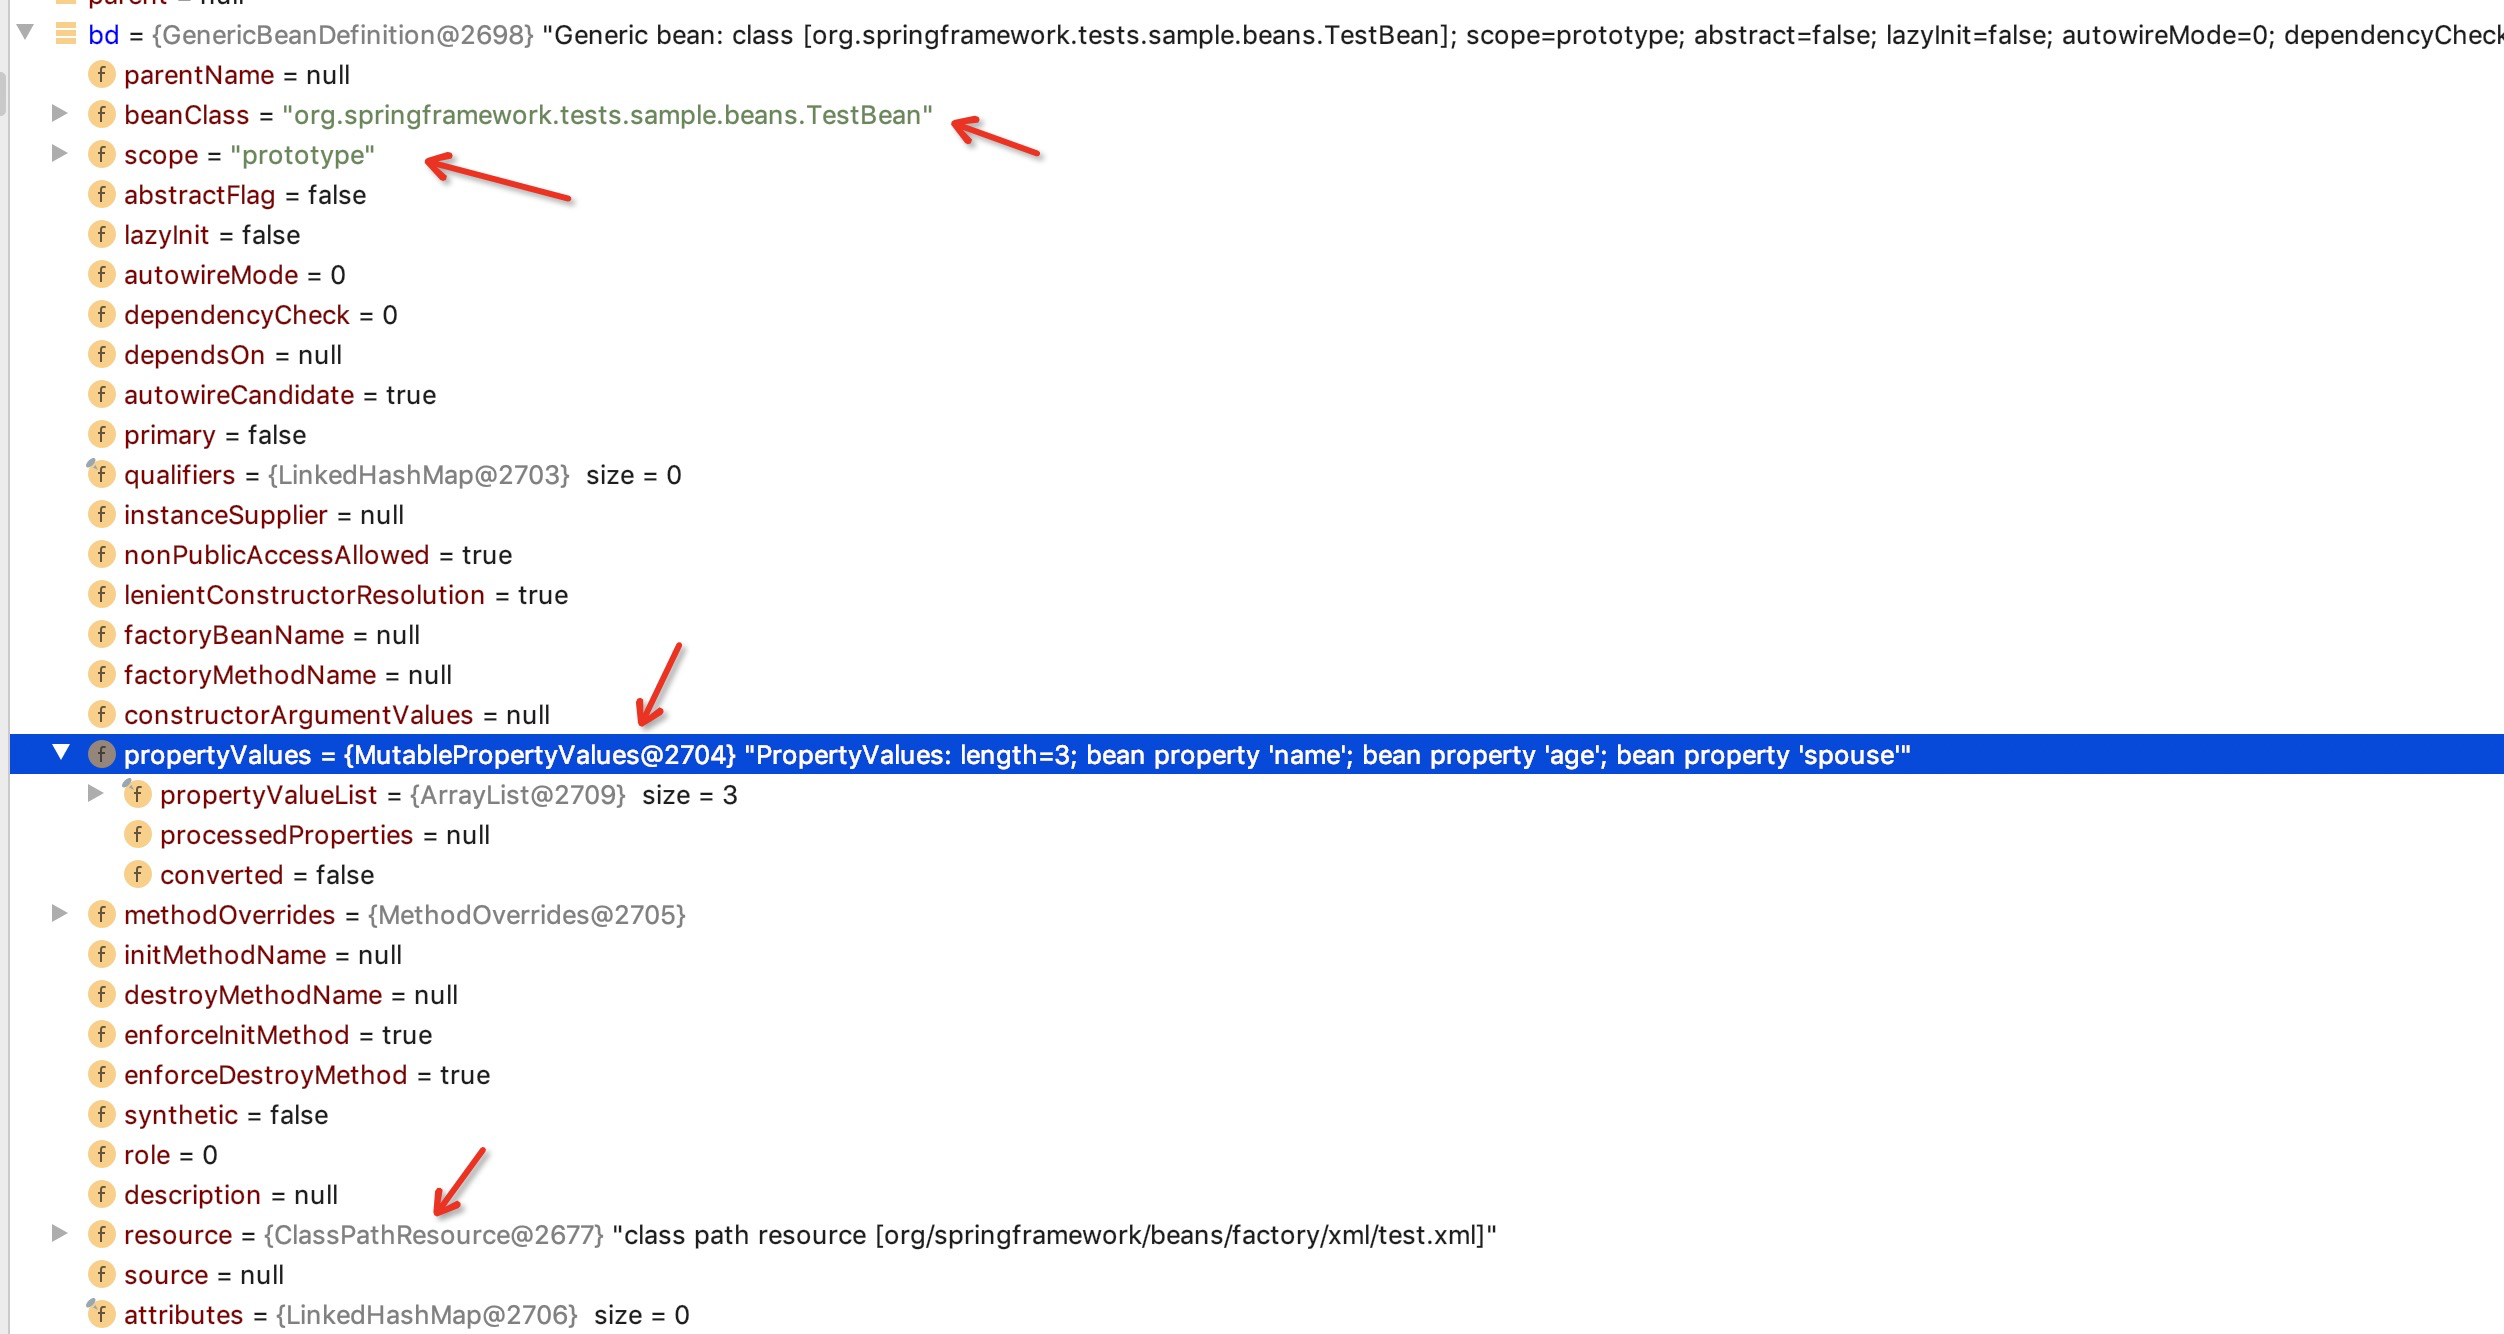 parent = null
bd = {GenericBeanDefinition@2698} "Generic bean: class [org.springframework.tests.sample.beans.TestBean]; scope=prototype; abstract=false; lazyInit=false; autowireMode=0; dependencyCheck
f parentName = null
f beanClass = "org.springframework.tests.sample.beans.TestBean"
f scope = "prototype"
f abstractFlag = false
f lazyInit = false
f autowireMode = 0
f dependencyCheck = 0
f dependsOn = null
f autowireCandidate = true
f primary = false
f qualifiers = {LinkedHashMap@2703} size = 0
f instanceSupplier = null
f nonPublicAccessAllowed = true
f lenientConstructorResolution = true
f factoryBeanName = null
f factoryMethodName = null
f constructorArgumentValues = null
f propertyValues = {MutablePropertyValues@2704} "PropertyValues: length=3; bean property 'name'; bean property 'age'; bean property 'spouse'"
f propertyValueList = {ArrayList@2709} size = 3
f processedProperties = null
f converted = false
f methodOverrides = {MethodOverrides@2705}
f initMethodName = null
f destroyMethodName = null
f enforceInitMethod = true
f enforceDestroyMethod = true
f synthetic = false
f role = 0
f description = null
f resource = {ClassPathResource@2677} "class path resource [org/springframework/beans/factory/xml/test.xml]"
f source = null
f attributes = {LinkedHashMap@2706} size = 0